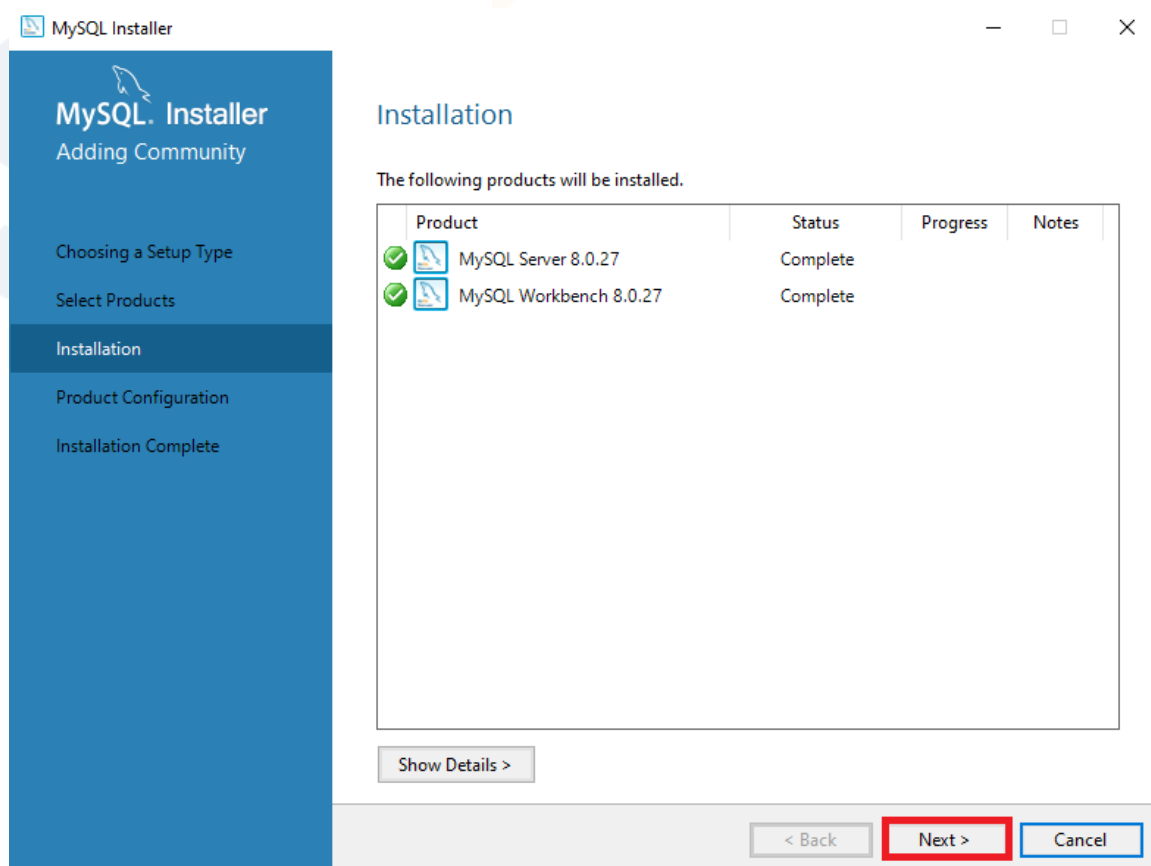 MySQL Installer
MySQL. Installer
Adding Community
Choosing a Setup Type
Select Products
Installation
Product Configuration
Installation Complete
Installation
The following products will be installed.
Product Status Progress Notes
MySQL Server 8.0.27 Complete
MySQL Workbench 8.0.27 Complete
Show Details >
< Back Next > Cancel